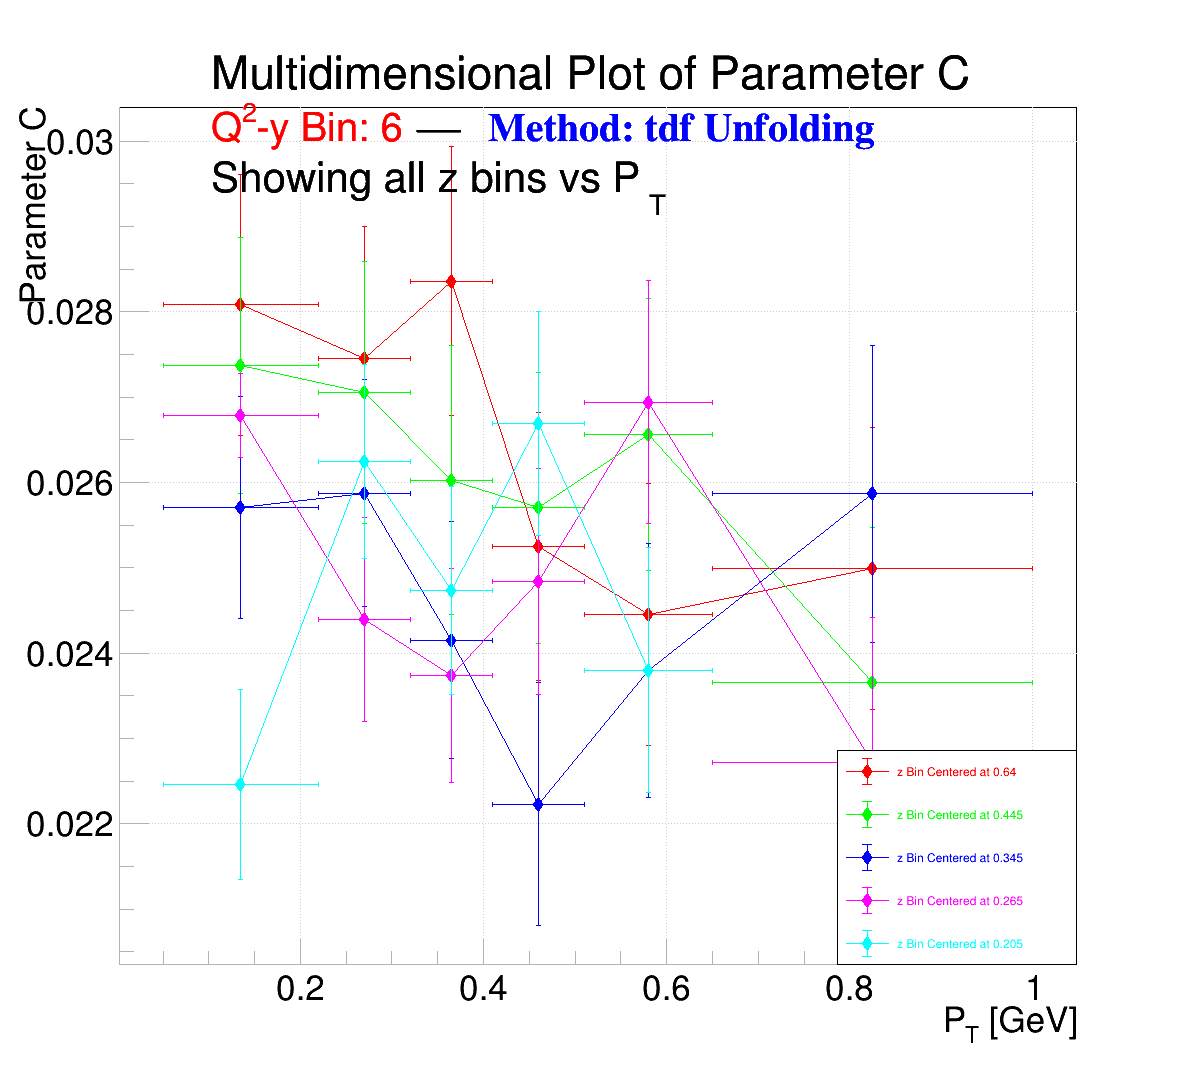 Multidimensional Plot of Parameter C
Q²-y Bin: 6 — Method: tdf Unfolding
Showing all z bins vs P_T
Parameter C
0.03
0.028
0.026
0.024
0.022
z Bin Centered at 0.64
z Bin Centered at 0.445
z Bin Centered at 0.345
z Bin Centered at 0.265
z Bin Centered at 0.205
0.2 0.4 0.6 0.8 1
P_T [GeV]